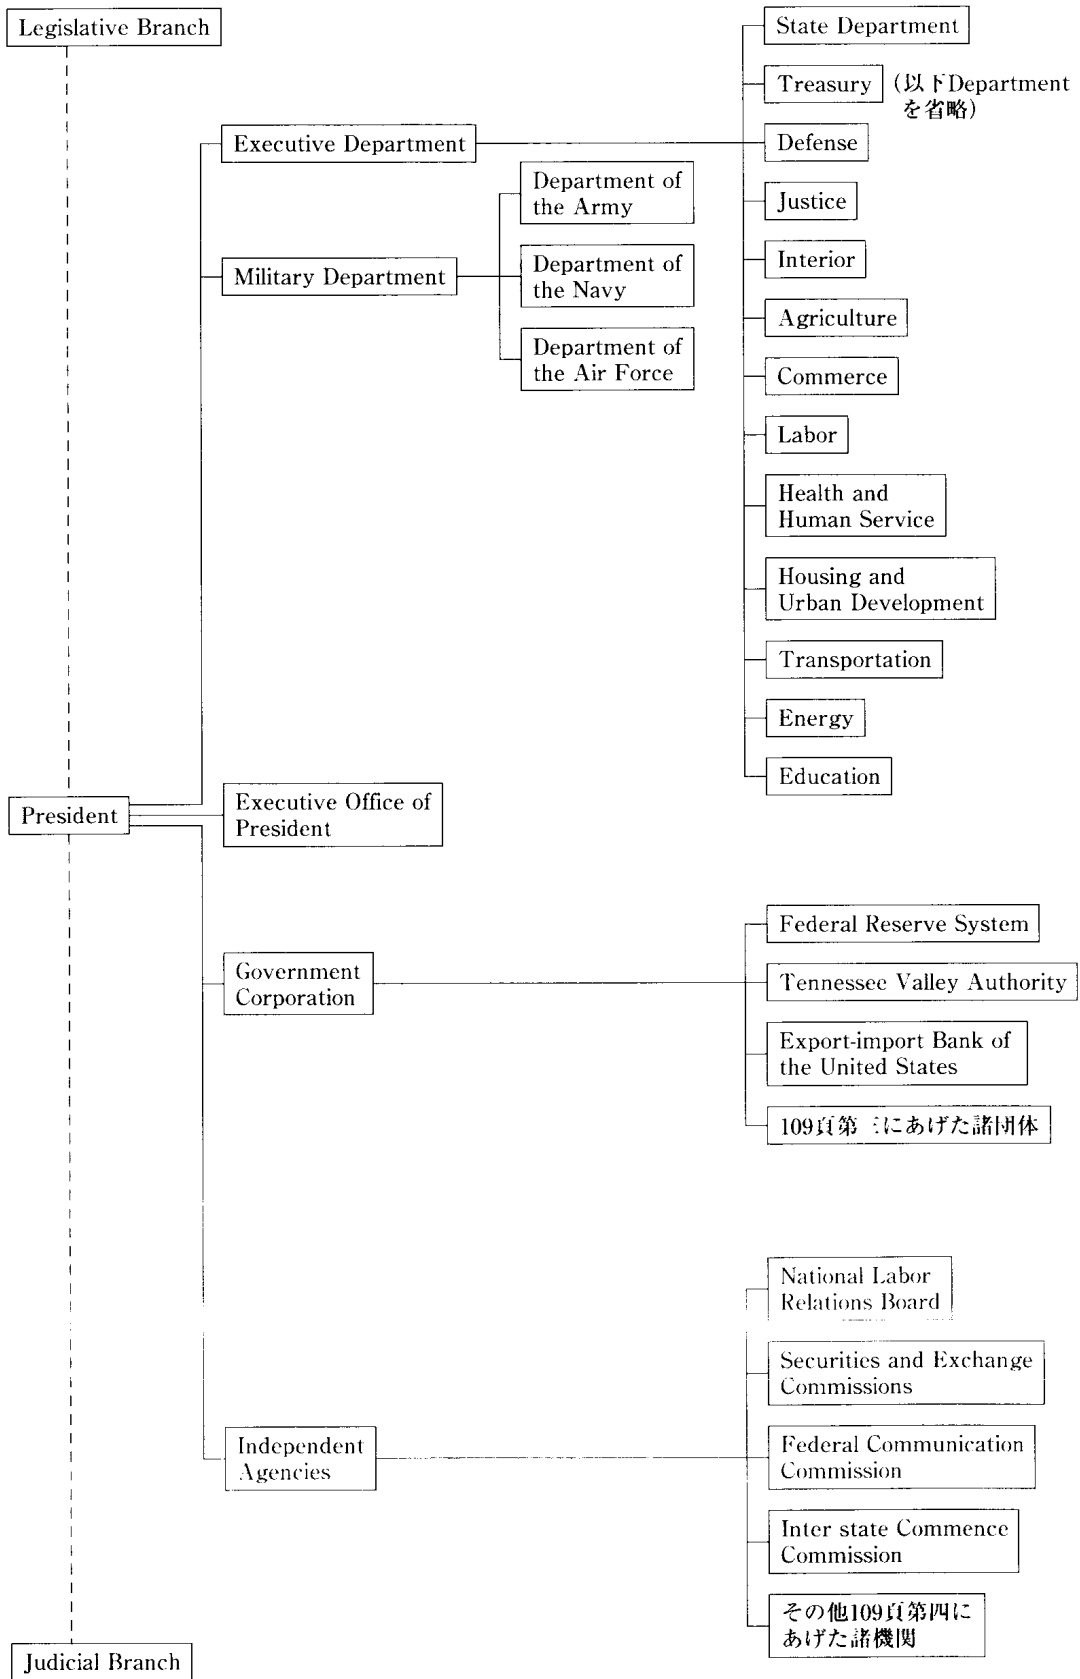 Legislative Branch
State Department
Treasury (以下Department
を省略)
Executive Department
Defense
Department of
the Army
Justice
Military Department
Department of
the Navy
Interior
Department of
the Air Force
Agriculture
Commerce
Labor
Health and
Human Service
Housing and
Urban Development
Transportation
Energy
Education
President
Executive Office of
President
Federal Reserve System
Government
Corporation
Tennessee Valley Authority
Export-import Bank of
the United States
109頁第三にあげた諸団体
National Labor
Relations Board
Securities and Exchange
Commissions
Independent
Agencies
Federal Communication
Commission
Inter state Commence
Commission
その他109頁第四に
あげた諸機関
Judicial Branch